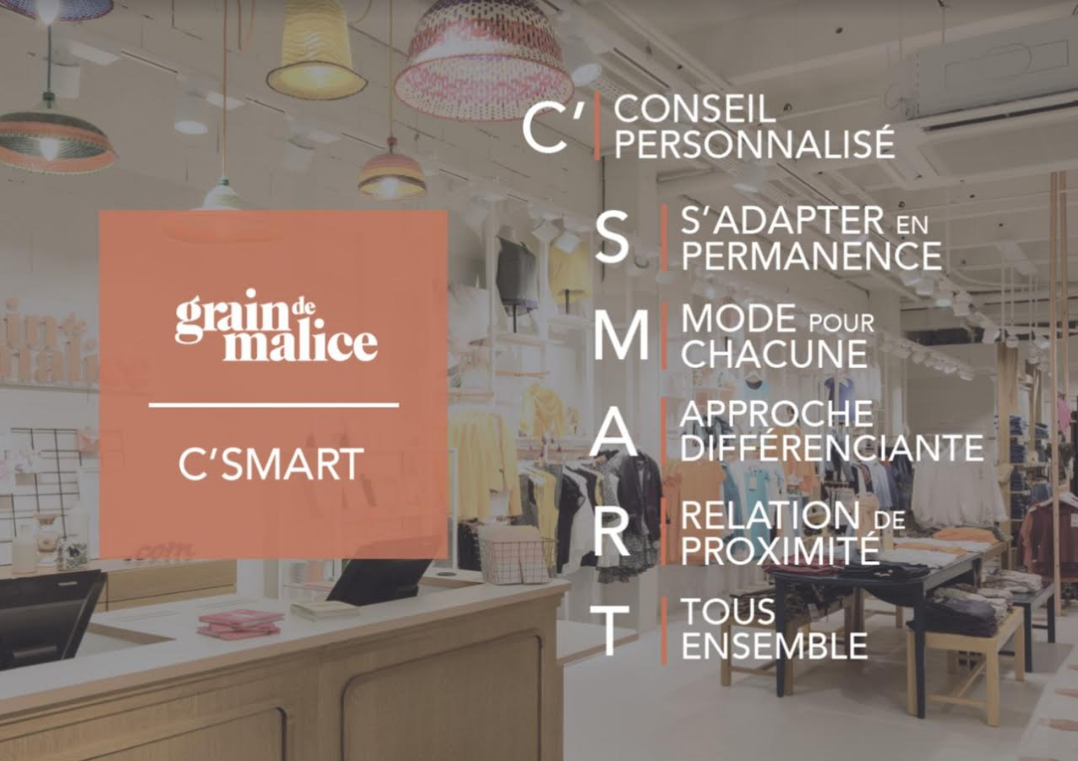 grain de
malice
C'SMART
C' CONSEIL
PERSONNALISÉ
S S'ADAPTER EN
PERMANENCE
M MODE POUR
CHACUNE
A APPROCHE
DIFFÉRENCIANTE
R RELATION DE
PROXIMITÉ
T TOUS
ENSEMBLE